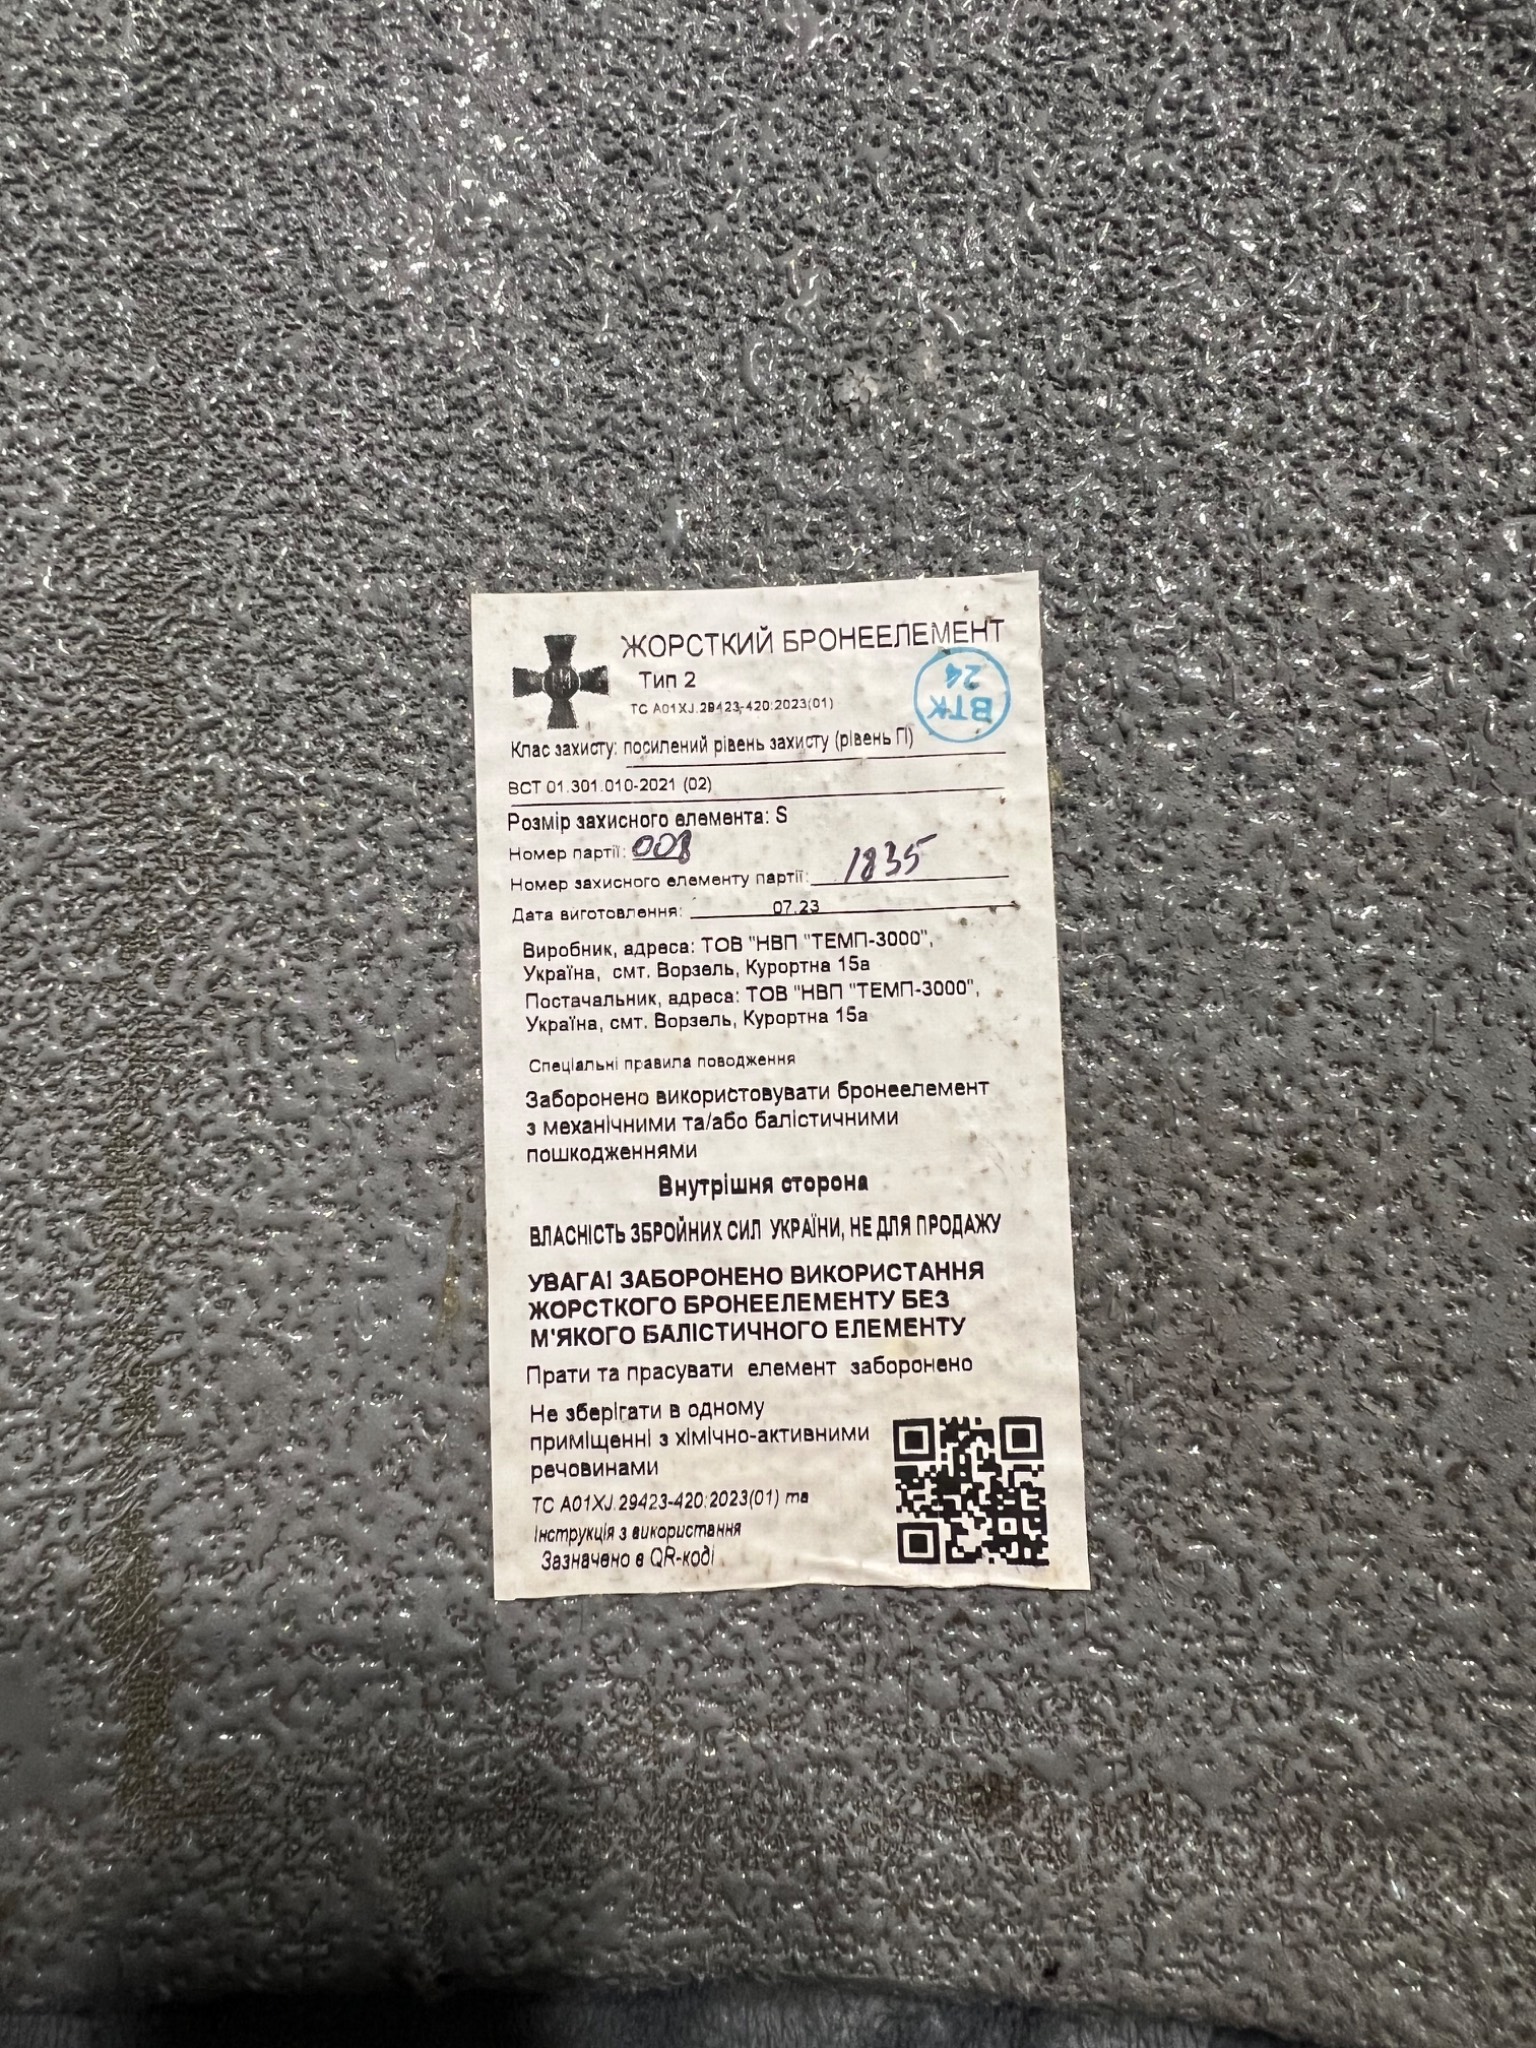 ЖОРСТКИЙ БРОНЕЕЛЕМЕНТ
Тип 2
ТС А01XJ.29423-420:2023(01)
ВТК
24
Клас захисту: посилений рівень захисту (рівень ГІ)
ВСТ 01.301.010-2021 (02)
Розмір захисного елемента: S
Номер партії: 008
Номер захисного елементу партії: 1835
Дата виготовлення: 07.23
Виробник, адреса: ТОВ "НВП "ТЕМП-3000",
Україна, смт. Ворзель, Курортна 15а
Постачальник, адреса: ТОВ "НВП "ТЕМП-3000",
Україна, смт. Ворзель, Курортна 15а
Спеціальні правила поводження
Заборонено використовувати бронеелемент
з механічними та/або балістичними
пошкодженнями
Внутрішня сторона
ВЛАСНІСТЬ ЗБРОЙНИХ СИЛ УКРАЇНИ, НЕ ДЛЯ ПРОДАЖУ
УВАГА! ЗАБОРОНЕНО ВИКОРИСТАННЯ
ЖОРСТКОГО БРОНЕЕЛЕМЕНТУ БЕЗ
М'ЯКОГО БАЛІСТИЧНОГО ЕЛЕМЕНТУ
Прати та прасувати елемент заборонено
Не зберігати в одному
приміщенні з хімічно-активними
речовинами
ТС А01XJ.29423-420:2023(01) та
Інструкція з використання
Зазначено в QR-коді